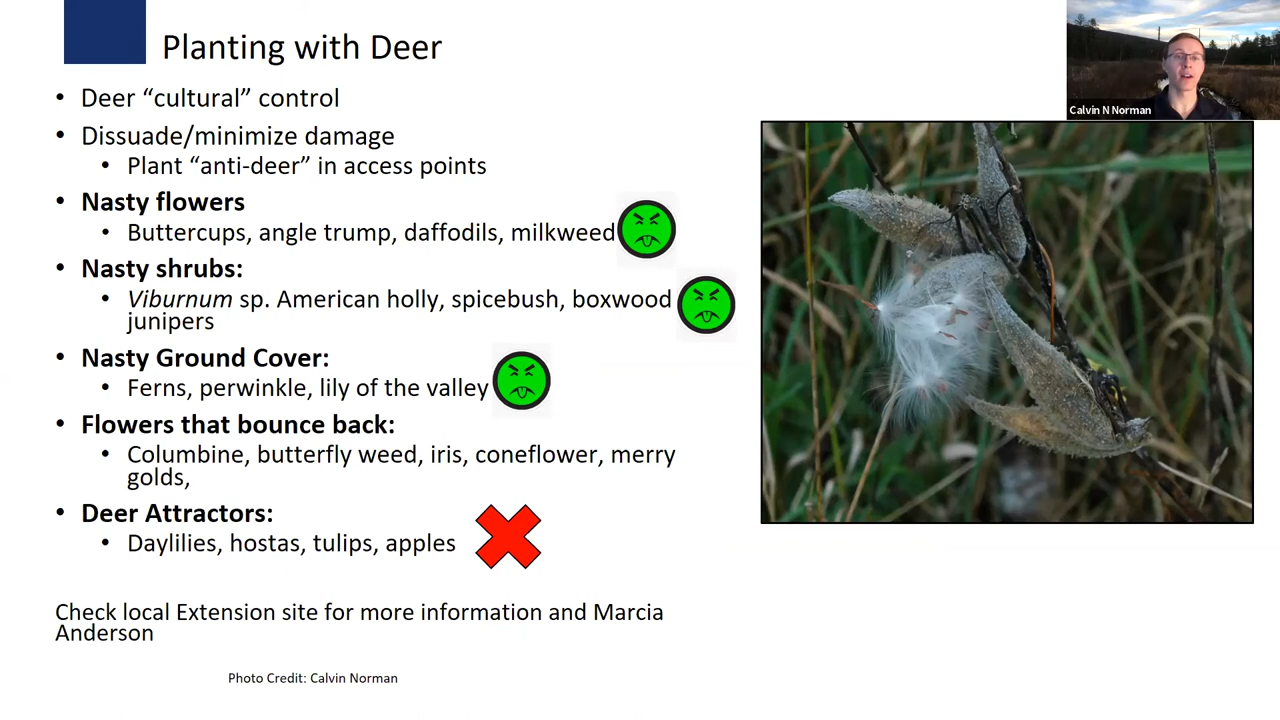 Planting with Deer
Calvin N Norman
• Deer “cultural” control
• Dissuade/minimize damage
• Plant “anti-deer” in access points
• Nasty flowers
• Buttercups, angle trump, daffodils, milkweed
• Nasty shrubs:
• Viburnum sp. American holly, spicebush, boxwood
junipers
• Nasty Ground Cover:
• Ferns, perwinkle, lily of the valley
• Flowers that bounce back:
• Columbine, butterfly weed, iris, coneflower, merry
golds,
• Deer Attractors:
• Daylilies, hostas, tulips, apples
Check local Extension site for more information and Marcia
Anderson
Photo Credit: Calvin Norman